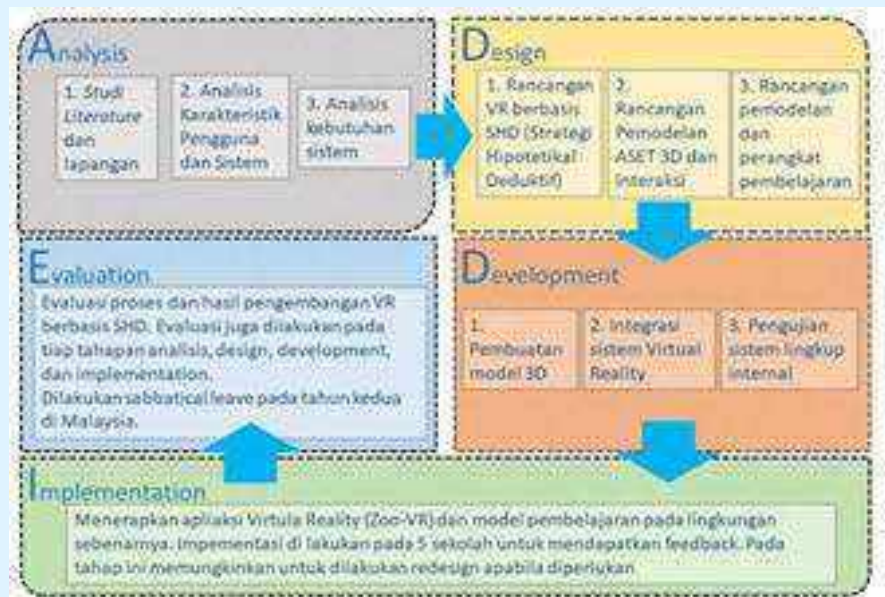 Analysis
1. Studi
Literature
dan
lapangan
2. Analisis
Karakteristik
Pengguna
dan Sistem
3. Analisis
kebutuhan
sistem
Design
1. Rancangan
VR berbasis
SHD (Strategi
Hipotetikal
Deduktif)
2.
Rancangan
Pemodelan
ASET 3D dan
Interaksi
3. Rancangan
pemodelan
dan
perangkat
pembelajaran
Evaluation
Evaluasi proses dan hasil pengembangan VR
berbasis SHD. Evaluasi juga dilakukan pada
tiap tahapan analisis, design, development,
dan implementation.
Dilakukan sabbatical leave pada tahun kedua
di Malaysia.
Development
1.
Pembuatan
model 3D
2. Integrasi
sistem Virtual
Reality
3. Pengujian
sistem lingkup
internal
Implementation
Menerapkan apliaksi Virtula Reality (Zoo-VR) dan model pembelajaran pada lingkungan
sebenarnya. Impementasi di lakukan pada 5 sekolah untuk mendapatkan feedback. Pada
tahap ini memungkinkan untuk dilakukan redesign apabila diperlukan